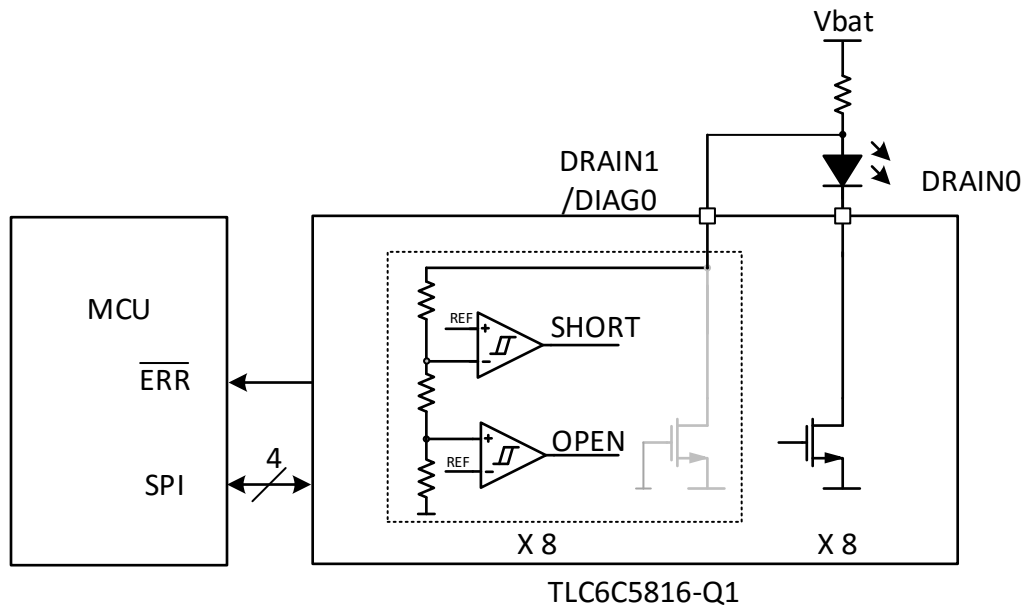 Vbat
DRAIN1
/DIAG0
DRAIN0
MCU
ERR
SPI
4
REF
+
-
SHORT
REF
+
-
OPEN
X 8
X 8
TLC6C5816-Q1